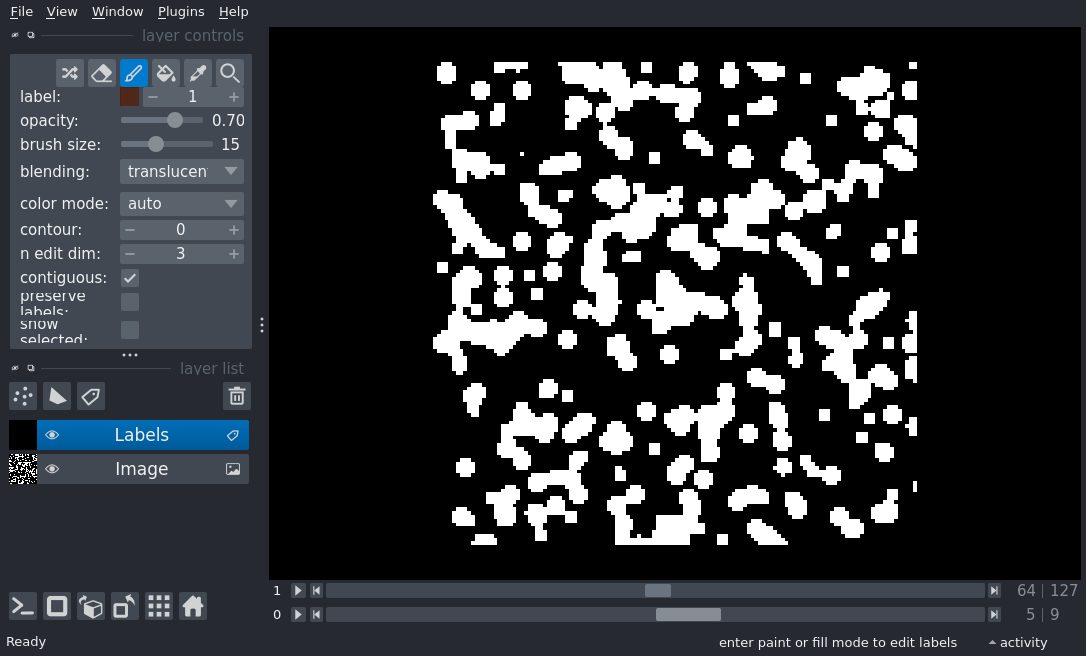 File View Window Plugins Help
layer controls
label: 1
opacity: 0.70
brush size: 15
blending: translucen
color mode: auto
contour: 0
n edit dim: 3
contiguous:
preserve
labels:
show
selected:
layer list
Labels
Image
1 64 127
0 5 9
Ready enter paint or fill mode to edit labels activity